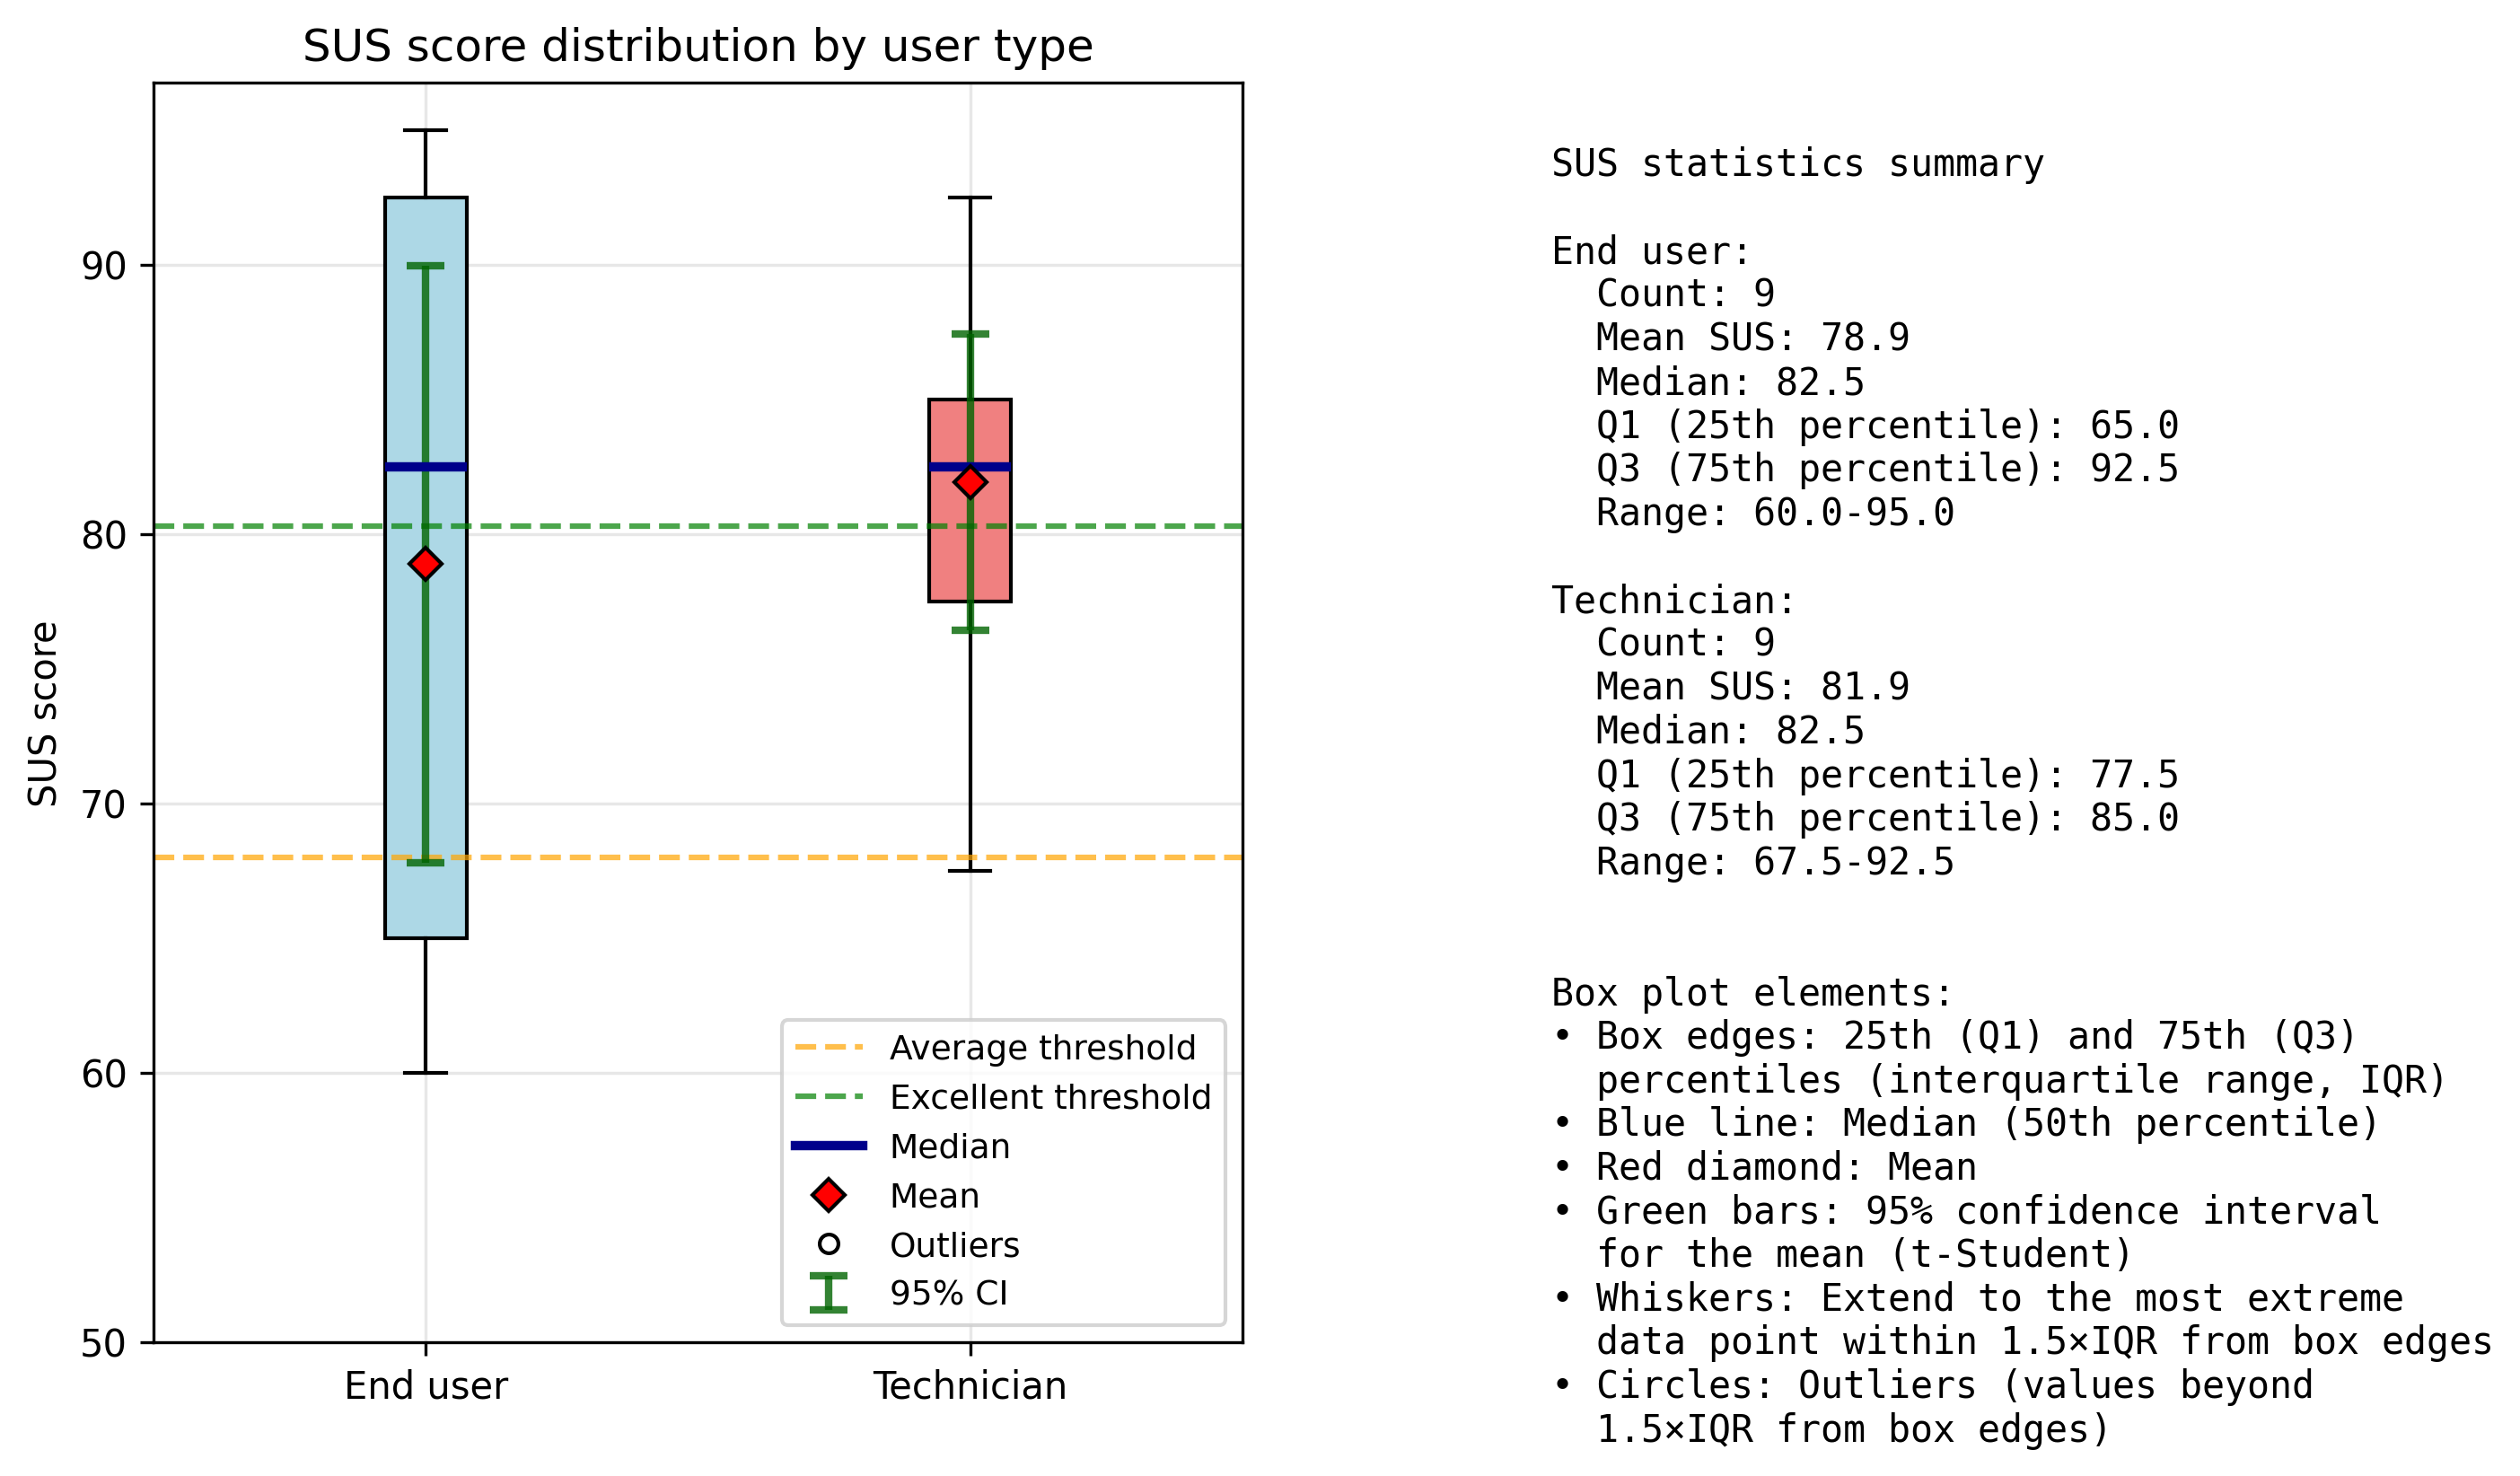 SUS score distribution by user type
SUS score
90
80
70
60
50
End user
Technician
Average threshold
Excellent threshold
Median
Mean
Outliers
95% CI
SUS statistics summary
End user:
Count: 9
Mean SUS: 78.9
Median: 82.5
Q1 (25th percentile): 65.0
Q3 (75th percentile): 92.5
Range: 60.0-95.0
Technician:
Count: 9
Mean SUS: 81.9
Median: 82.5
Q1 (25th percentile): 77.5
Q3 (75th percentile): 85.0
Range: 67.5-92.5
Box plot elements:
• Box edges: 25th (Q1) and 75th (Q3)
percentiles (interquartile range, IQR)
• Blue line: Median (50th percentile)
• Red diamond: Mean
• Green bars: 95% confidence interval
for the mean (t-Student)
• Whiskers: Extend to the most extreme
data point within 1.5×IQR from box edges
• Circles: Outliers (values beyond
1.5×IQR from box edges)